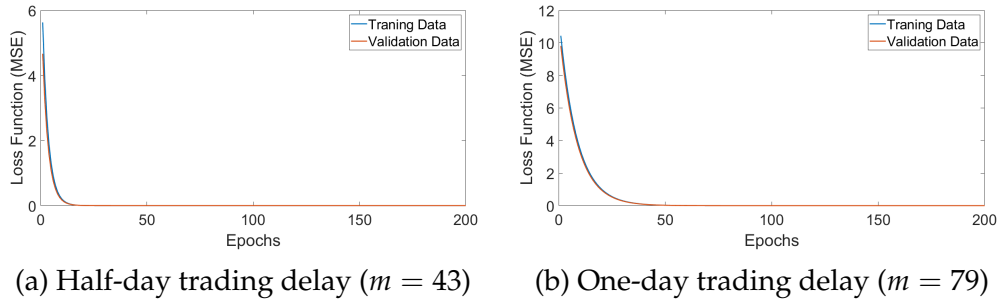 6
4
2
0
0
50
100
150
200
Loss Function (MSE)
Epochs
Traning Data
Validation Data
12
10
8
6
4
2
0
0
50
100
150
200
Loss Function (MSE)
Epochs
Traning Data
Validation Data
(a) Half-day trading delay (m = 43)
(b) One-day trading delay (m = 79)